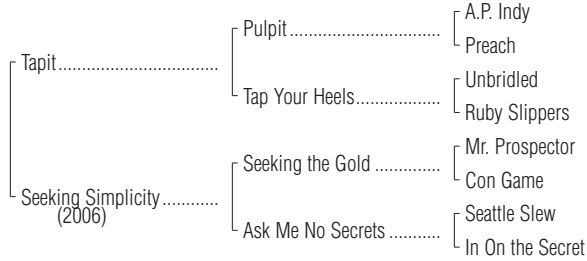 A.P. Indy
Pulpit
Preach
Tapit
Unbridled
Tap Your Heels
Ruby Slippers
Mr. Prospector
Seeking the Gold
Con Game
Seeking Simplicity
(2006)
Seattle Slew
Ask Me No Secrets
In On the Secret